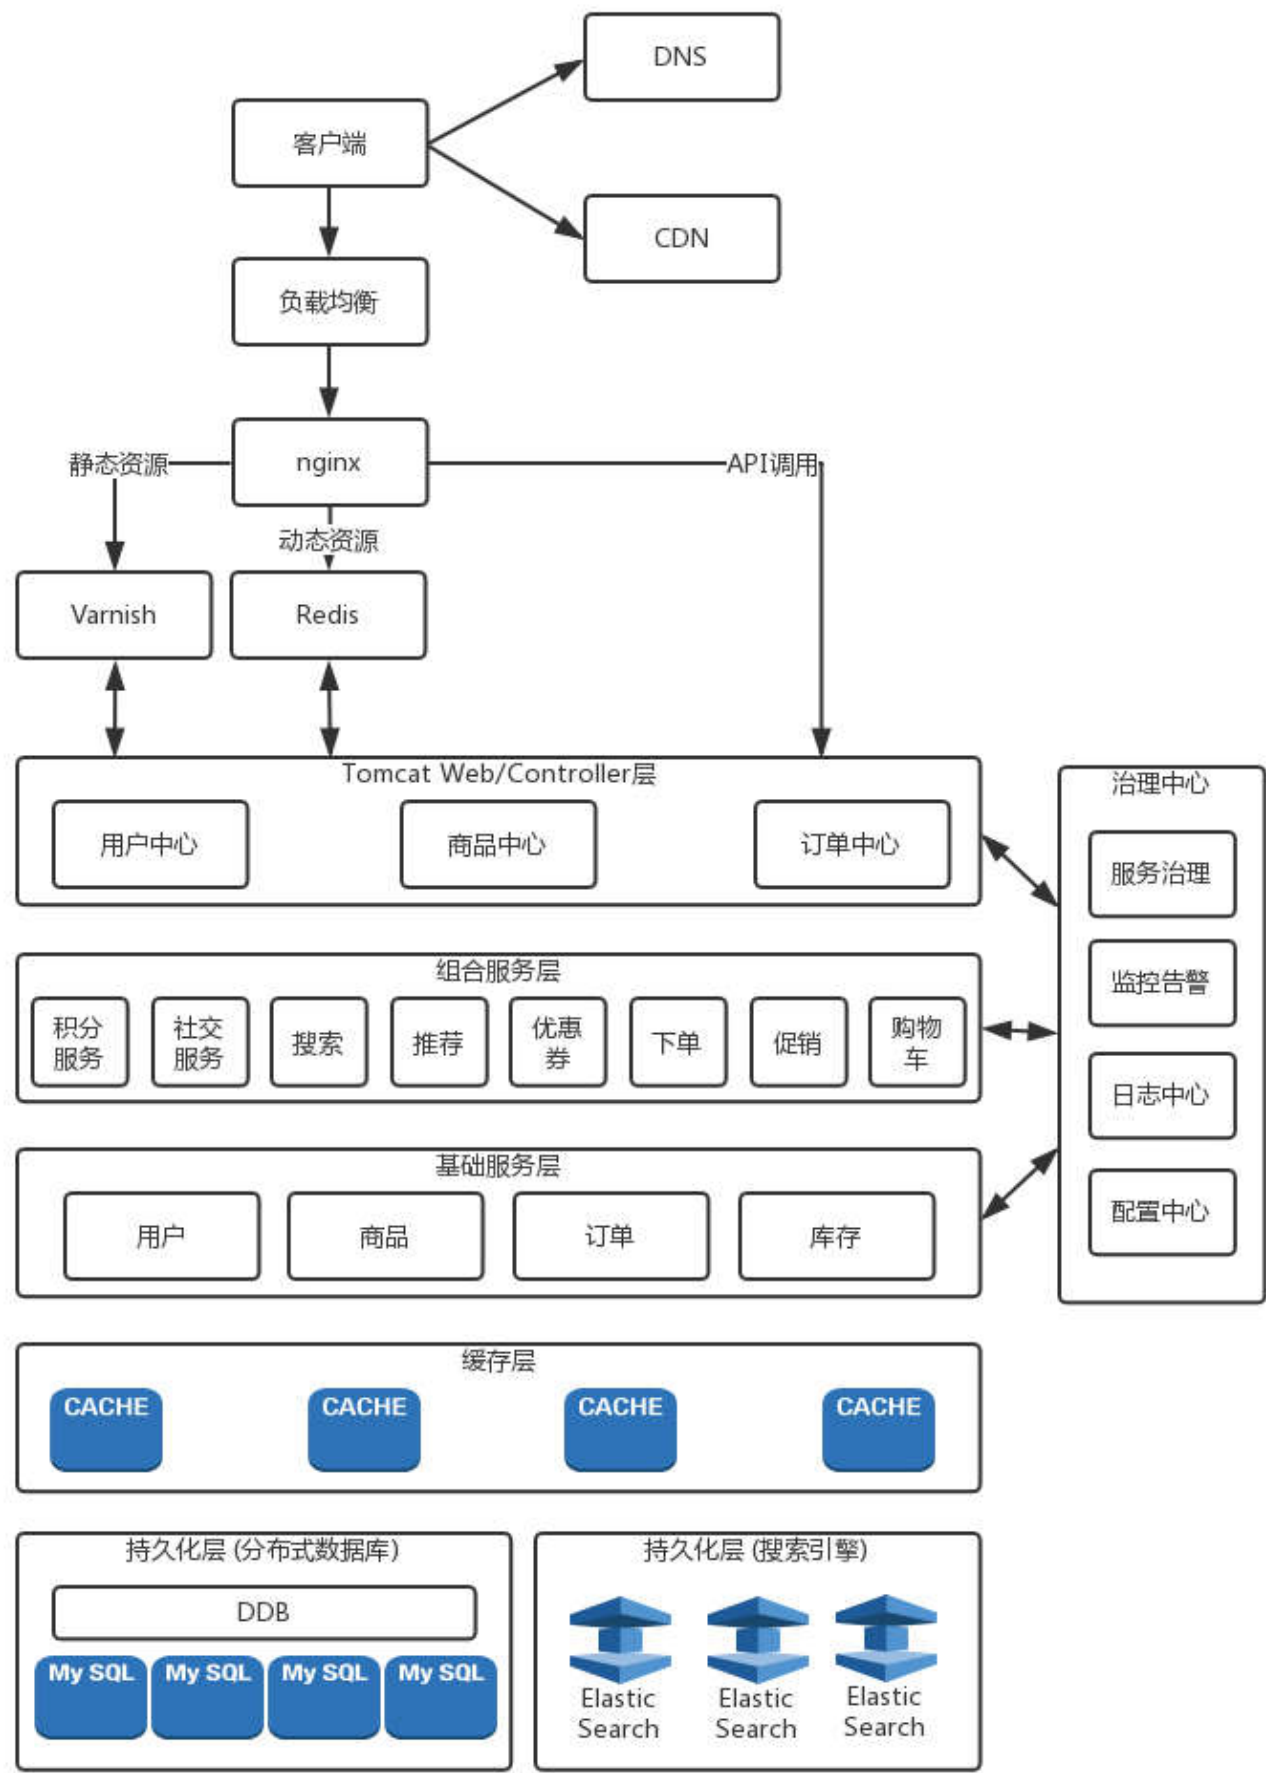 DNS
客户端
CDN
负载均衡
nginx
静态资源
API调用
动态资源
Varnish
Redis
Tomcat Web/Controller层
用户中心
商品中心
订单中心
治理中心
服务治理
监控告警
日志中心
配置中心
组合服务层
积分
服务
社交
服务
搜索
推荐
优惠
券
下单
促销
购物
车
基础服务层
用户
商品
订单
库存
缓存层
CACHE
CACHE
CACHE
CACHE
持久化层 (分布式数据库)
DDB
My SQL
My SQL
My SQL
My SQL
持久化层 (搜索引擎)
Elastic
Search
Elastic
Search
Elastic
Search